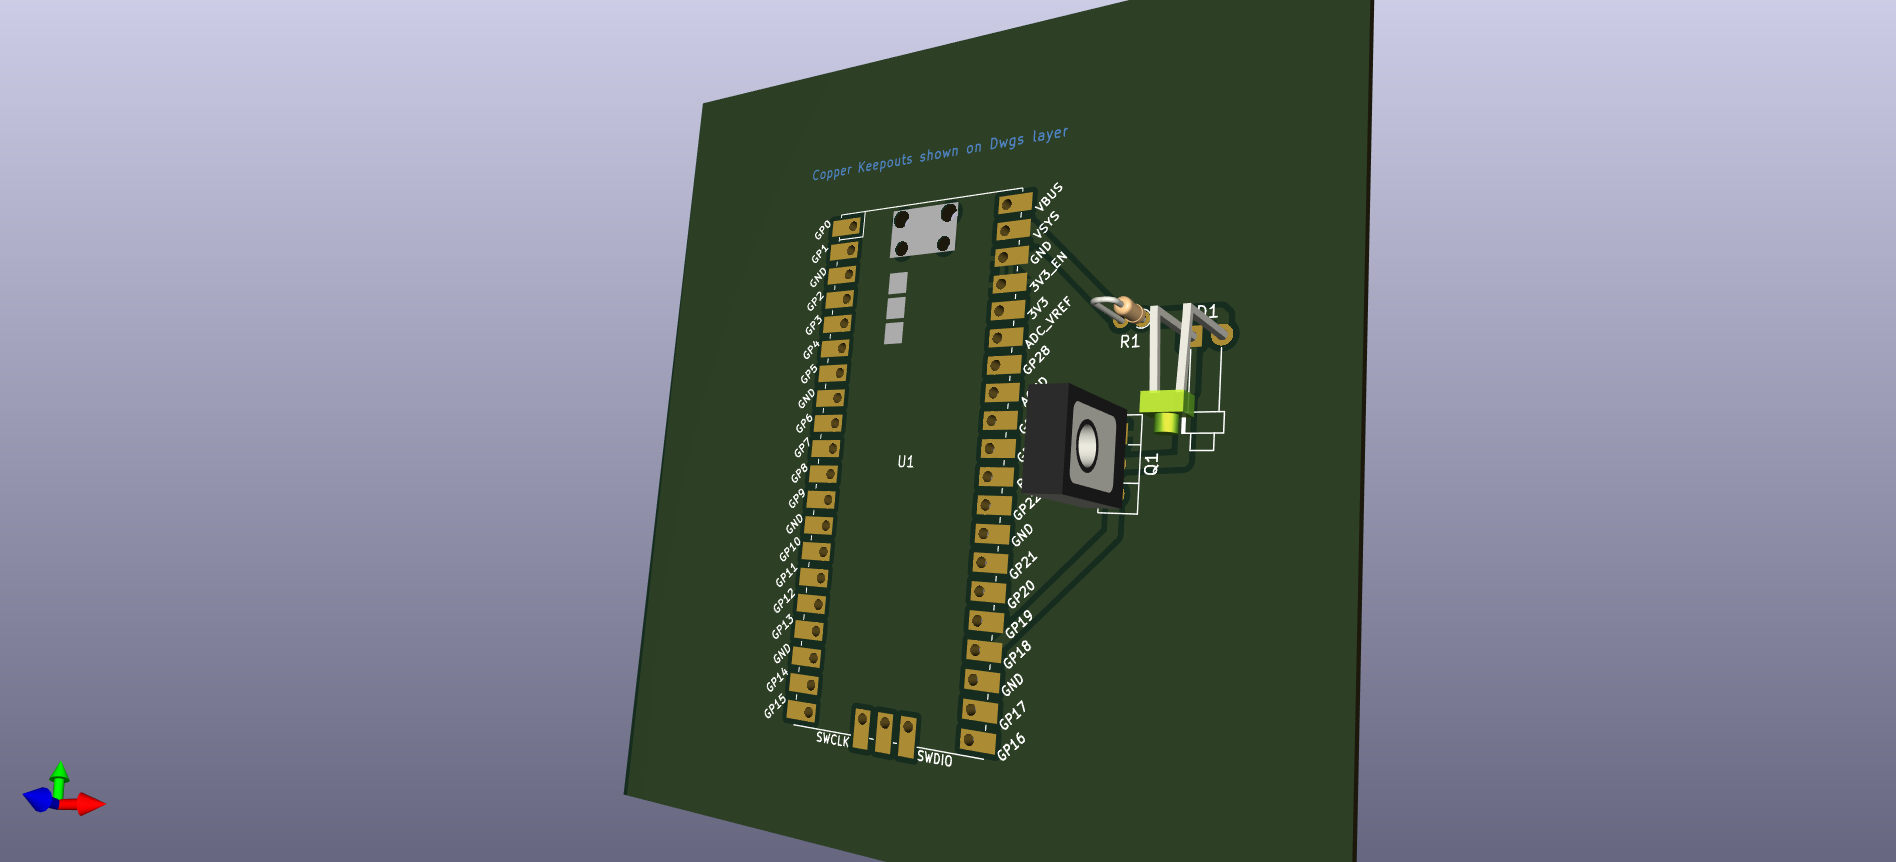 Copper Keepouts shown on Dwgs layer
GP0
GP1
GND
GP2
GP3
GP4
GP5
GND
GP6
GP7
GP8
GP9
GND
GP10
GP11
GP12
GP13
GND
GP14
GP15
U1
SWCLK
SWDIO
VBUS
VSYS
GND
3V3_EN
3V3
ADC_VREF
GP28
GP22
GND
GP21
GP20
GP19
GP18
GND
GP17
GP16
R1
D1
Q1